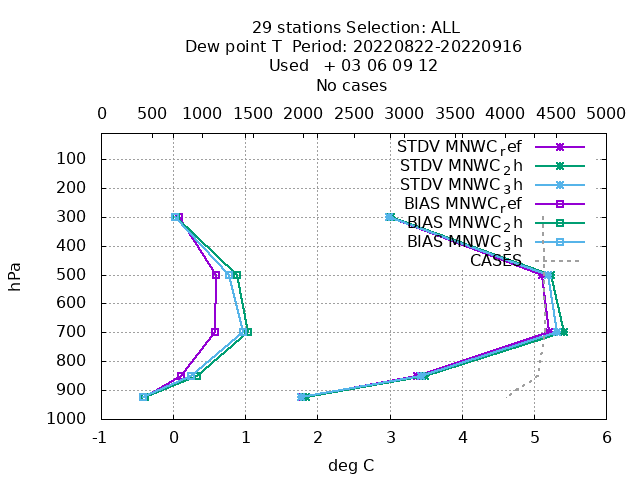 29 stations Selection: ALL
Dew point T  Period: 20220822-20220916
Used   + 03 06 09 12
No cases
0 500 1000 1500 2000 2500 3000 3500 4000 4500 5000
STDV MNWC_ref
STDV MNWC_2h
STDV MNWC_3h
BIAS MNWC_ref
BIAS MNWC_2h
BIAS MNWC_3h
CASES
hPa
100
200
300
400
500
600
700
800
900
1000
-1 0 1 2 3 4 5 6
deg C